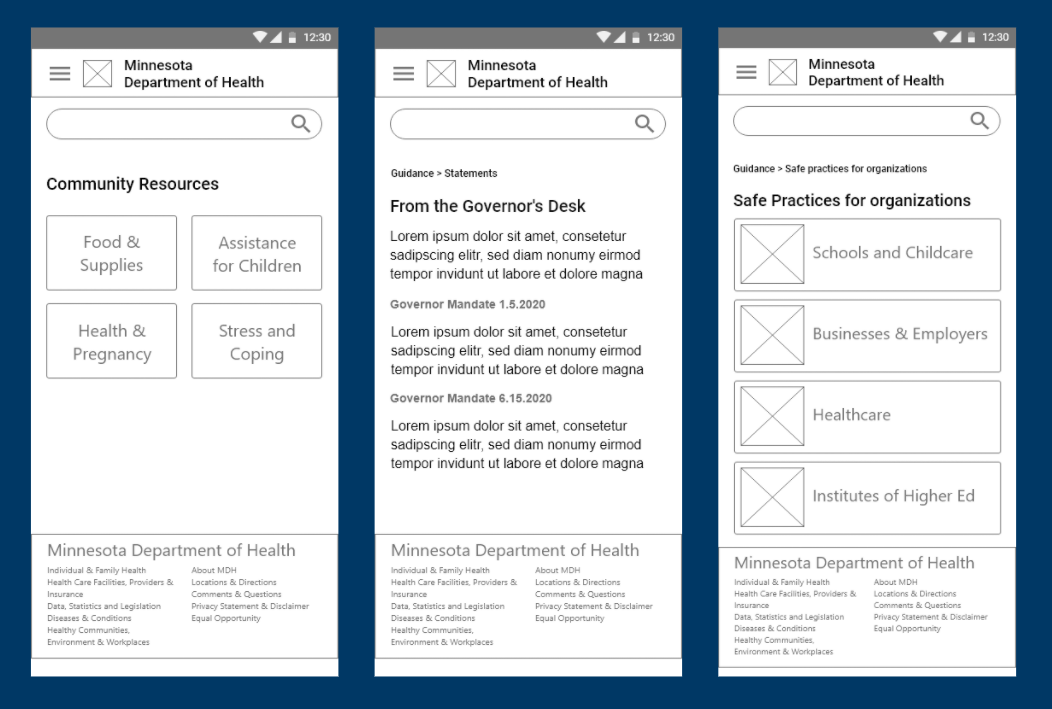 12:30
Minnesota
Department of Health
Community Resources
Food &
Supplies
Assistance
for Children
Health &
Pregnancy
Stress and
Coping
Minnesota Department of Health
Individual & Family Health
Health Care Facilities, Providers &
Insurance
Data, Statistics and Legislation
Diseases & Conditions
Healthy Communities,
Environment & Workplaces
About MDH
Locations & Directions
Comments & Questions
Privacy Statement & Disclaimer
Equal Opportunity
12:30
Minnesota
Department of Health
Guidance > Statements
From the Governor's Desk
Lorem ipsum dolor sit amet, consetetur
sadipscing elitr, sed diam nonumy eirmod
tempor invidunt ut labore et dolore magna
Governor Mandate 1.5.2020
Lorem ipsum dolor sit amet, consetetur
sadipscing elitr, sed diam nonumy eirmod
tempor invidunt ut labore et dolore magna
Governor Mandate 6.15.2020
Lorem ipsum dolor sit amet, consetetur
sadipscing elitr, sed diam nonumy eirmod
tempor invidunt ut labore et dolore magna
Minnesota Department of Health
Individual & Family Health
Health Care Facilities, Providers &
Insurance
Data, Statistics and Legislation
Diseases & Conditions
Healthy Communities,
Environment & Workplaces
About MDH
Locations & Directions
Comments & Questions
Privacy Statement & Disclaimer
Equal Opportunity
12:30
Minnesota
Department of Health
Guidance > Safe practices for organizations
Safe Practices for organizations
Schools and Childcare
Businesses & Employers
Healthcare
Institutes of Higher Ed
Minnesota Department of Health
Individual & Family Health
Health Care Facilities, Providers &
Insurance
Data, Statistics and Legislation
Diseases & Conditions
Healthy Communities,
Environment & Workplaces
About MDH
Locations & Directions
Comments & Questions
Privacy Statement & Disclaimer
Equal Opportunity